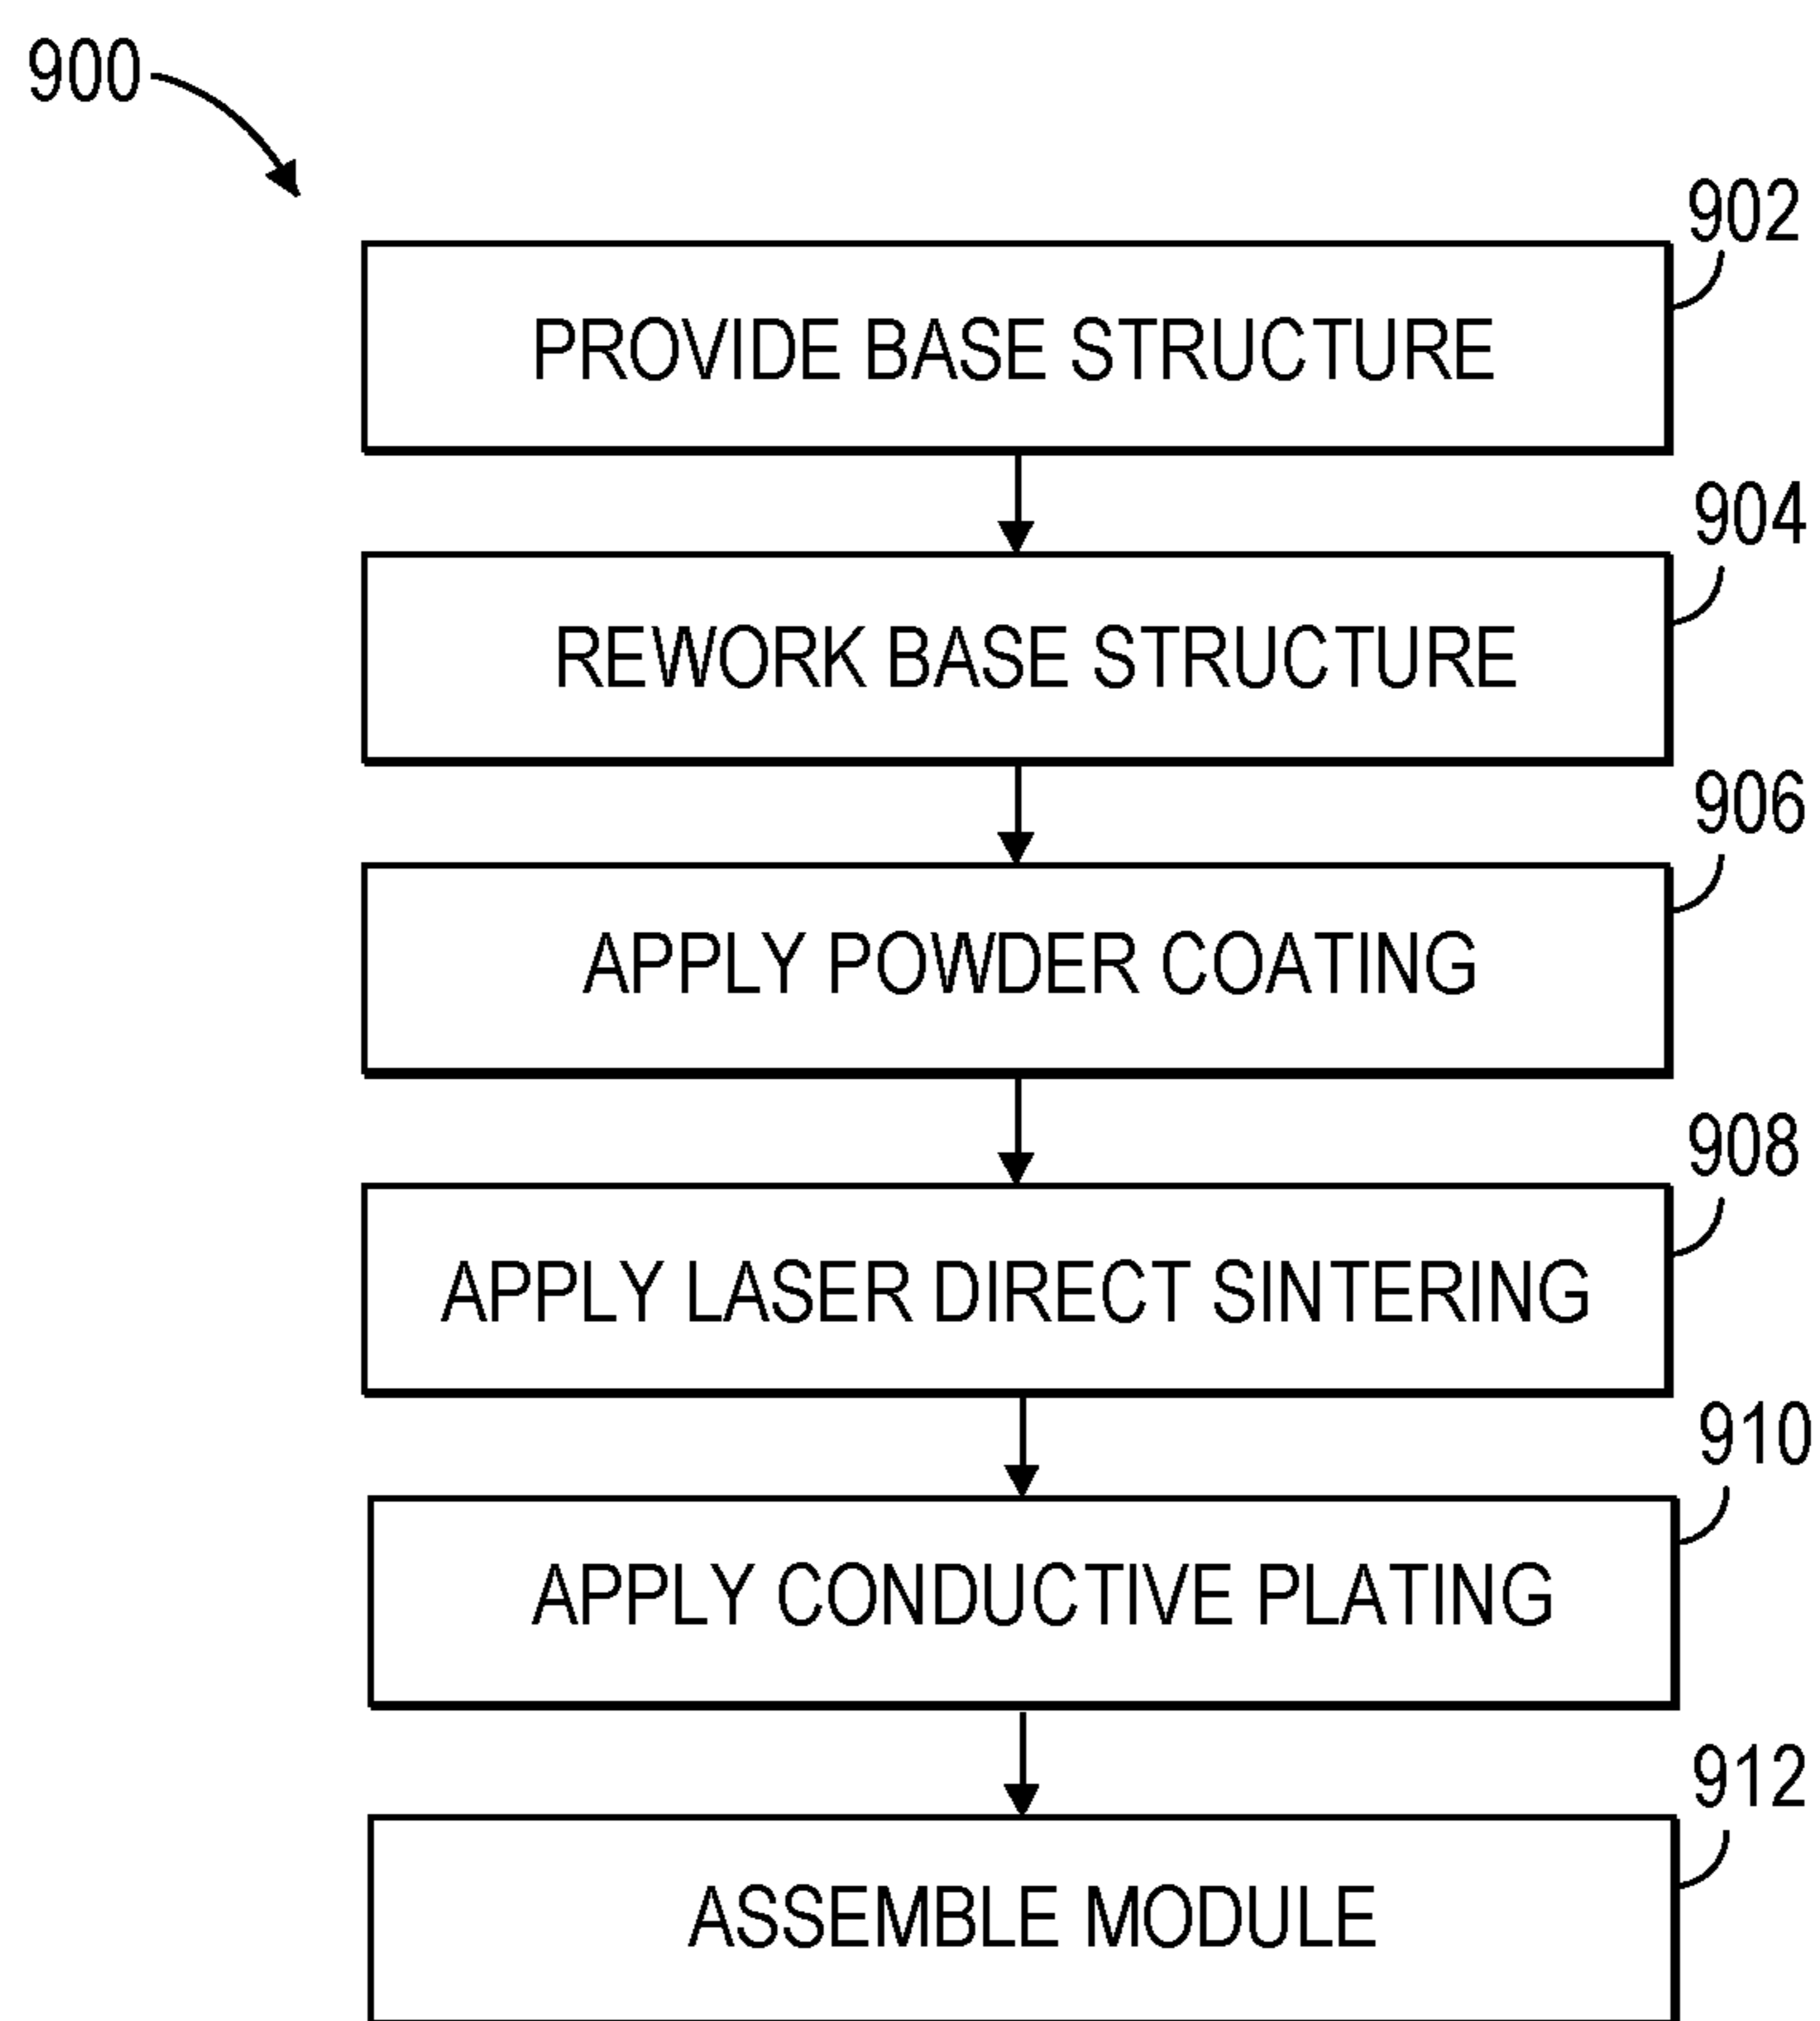 900
902
PROVIDE BASE STRUCTURE
904
REWORK BASE STRUCTURE
906
APPLY POWDER COATING
908
APPLY LASER DIRECT SINTERING
910
APPLY CONDUCTIVE PLATING
912
ASSEMBLE MODULE